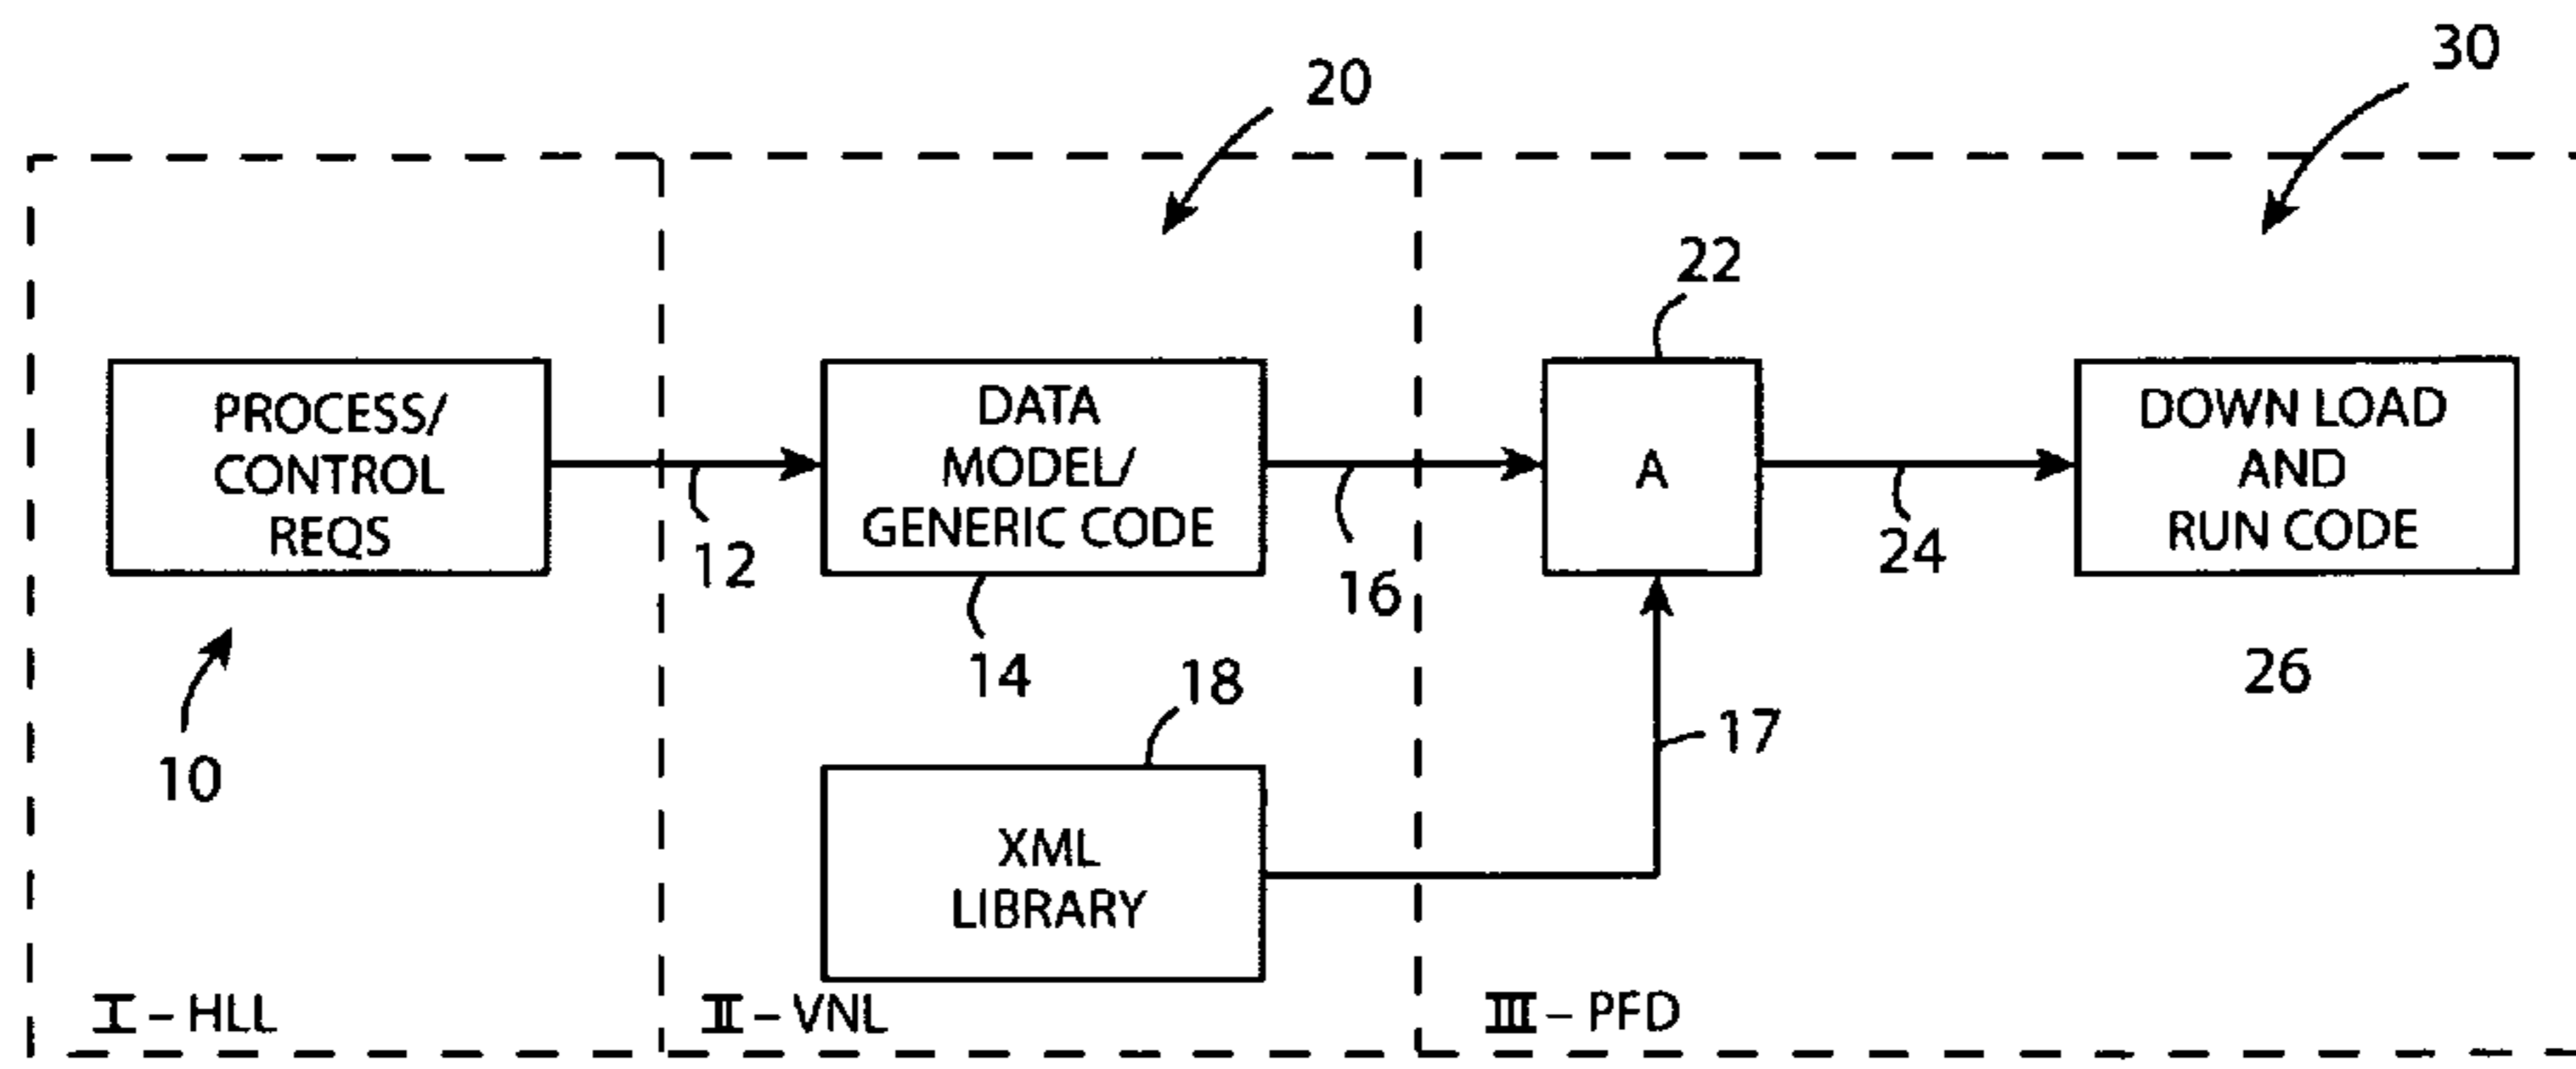 30
20
22
PROCESS/
CONTROL
REQS
DATA
MODEL/
GENERIC CODE
A
DOWN LOAD
AND
RUN CODE
12
16
24
14
18
26
17
10
XML
LIBRARY
I – HLL
II – VNL
III – PFD